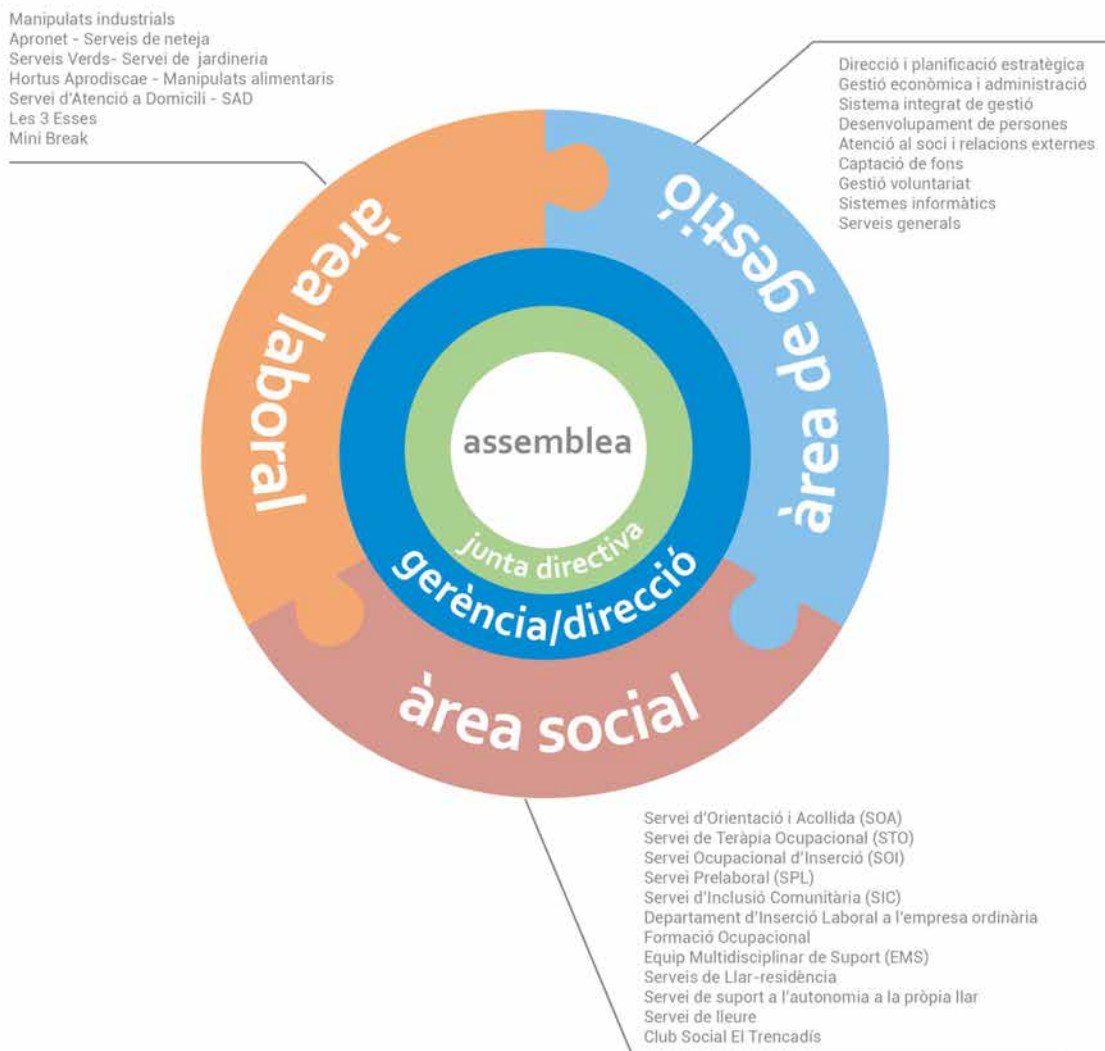 Manipulats industrials
Apronet - Serveis de neteja
Serveis Verds- Servei de jardineria
Hortus Aprodiscae - Manipulats alimentaris
Servei d'Atenció a Domicili - SAD
Les 3 Esses
Mini Break
Direcció i planificació estratègica
Gestió econòmica i administració
Sistema integrat de gestió
Desenvolupament de persones
Atenció al soci i relacions externes
Captació de fons
Gestió voluntariat
Sistemes informàtics
Serveis generals
àrea laboral
àrea de gestió
assemblea
junta directiva
gerència/direcció
àrea social
Servei d'Orientació i Acollida (SOA)
Servei de Teràpia Ocupacional (STO)
Servei Ocupacional d'Inserció (SOI)
Servei Prelaboral (SPL)
Servei d'Inclusió Comunitària (SIC)
Departament d'Inserció Laboral a l'empresa ordinària
Formació Ocupacional
Equip Multidisciplinar de Suport (EMS)
Serveis de Llar-residència
Servei de suport a l'autonomia a la pròpia llar
Servei de lleure
Club Social El Trencadís